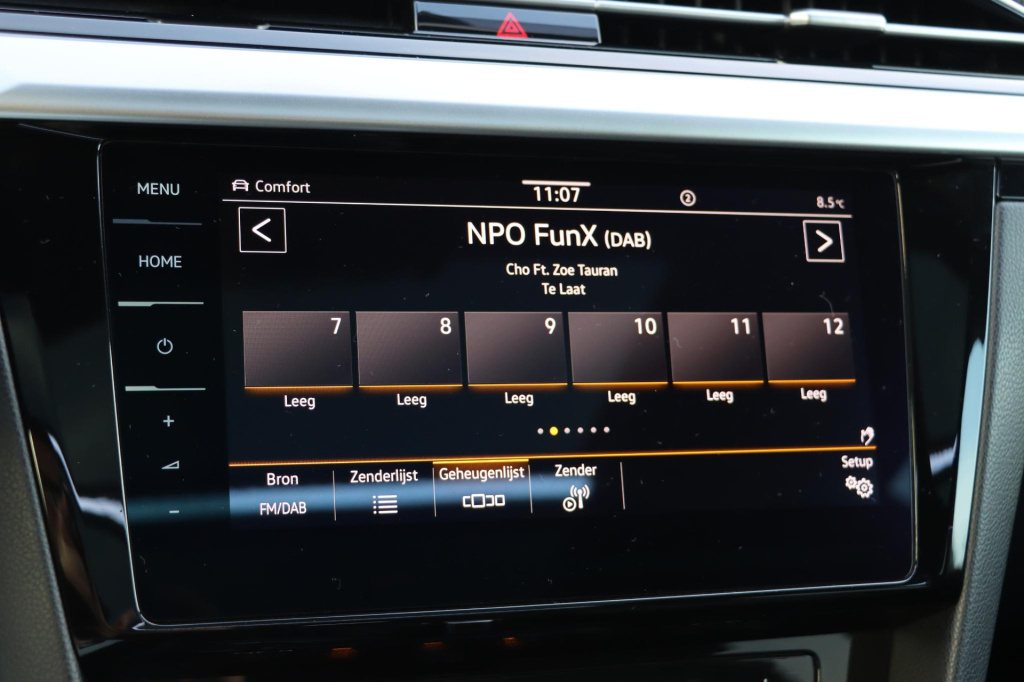 MENU
Comfort
11:07
2
8.5°C
HOME
<
NPO FunX (DAB)
>
Cho Ft. Zoe Tauran
Te Laat
7 8 9 10 11 12
Leeg Leeg Leeg Leeg Leeg Leeg
+
-
Bron Zenderlijst Geheugenlijst Zender Setup
FM/DAB